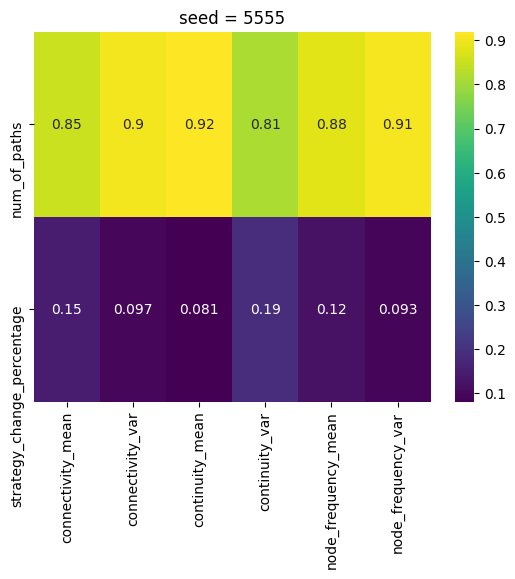 seed = 5555
num_of_paths
0.85 0.9 0.92 0.81 0.88 0.91
strategy_change_percentage
0.15 0.097 0.081 0.19 0.12 0.093
connectivity_mean
connectivity_var
continuity_mean
continuity_var
node_frequency_mean
node_frequency_var
0.9
0.8
0.7
0.6
0.5
0.4
0.3
0.2
0.1